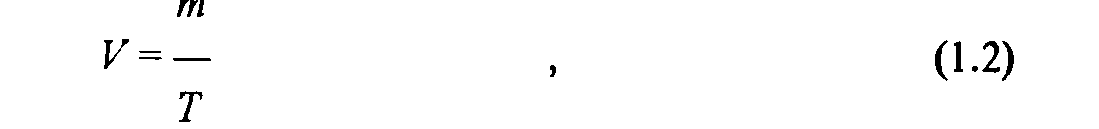 m
V = — , (1.2)
T